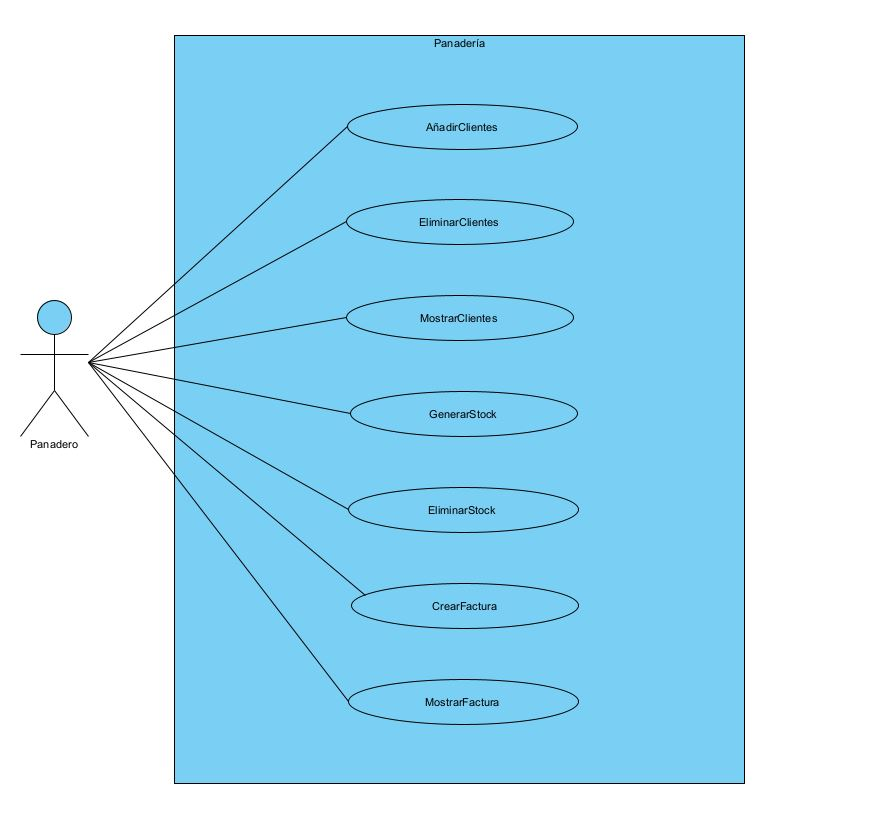 Panadería
AñadirClientes
EliminarClientes
MostrarClientes
GenerarStock
EliminarStock
CrearFactura
MostrarFactura
Panadero